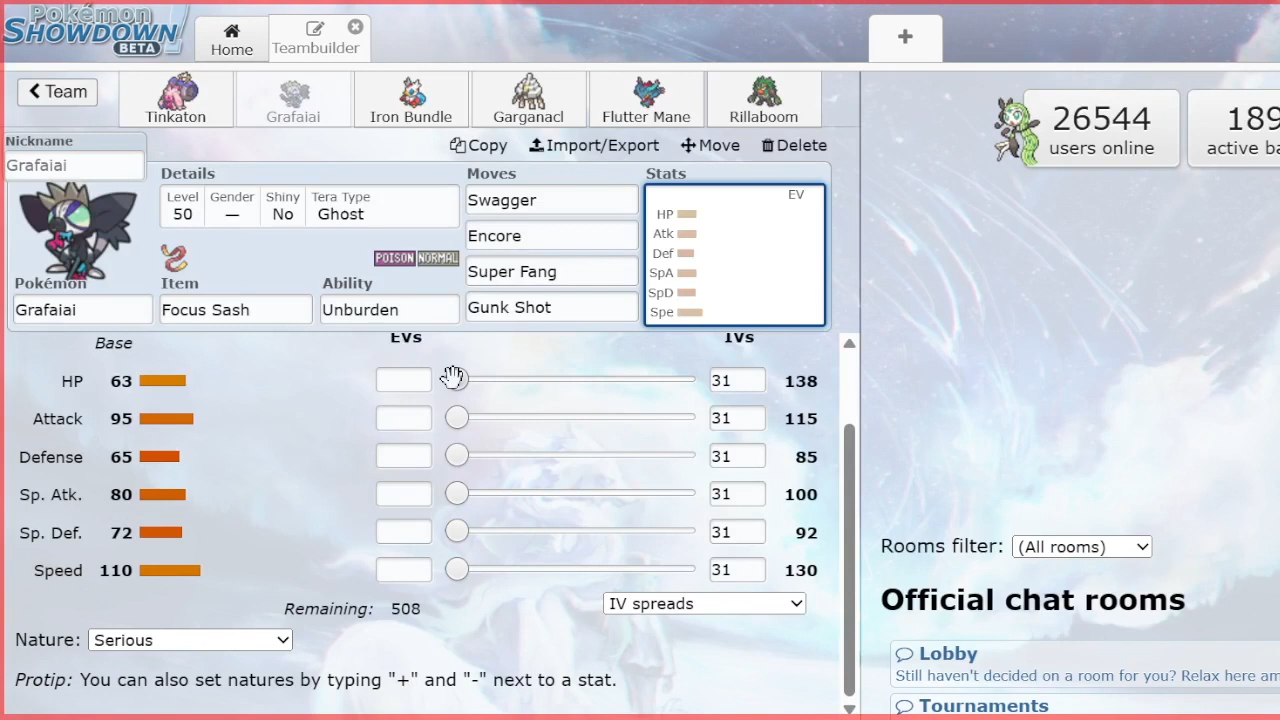 Pokémon
SHOWDOWN!
BETA
Home
Teambuilder
+
Team
Tinkaton
Grafaiai
Iron Bundle
Garganacl
Flutter Mane
Rillaboom
26544
users online
189
active ba
Nickname
Grafaiai
Copy
Import/Export
Move
Delete
Details
Level
50
Gender
—
Shiny
No
Tera Type
Ghost
POISON NORMAL
Pokémon
Grafaiai
Item
Focus Sash
Ability
Unburden
Moves
Swagger
Encore
Super Fang
Gunk Shot
Stats
EV
HP
Atk
Def
SpA
SpD
Spe
Base EVs IVs
HP 63 31 138
Attack 95 31 115
Defense 65 31 85
Sp. Atk. 80 31 100
Sp. Def. 72 31 92
Speed 110 31 130
Remaining: 508
IV spreads
Nature: Serious
Protip: You can also set natures by typing "+" and "-" next to a stat.
Rooms filter: (All rooms)
Official chat rooms
Lobby
Still haven't decided on a room for you? Relax here am
Tournaments